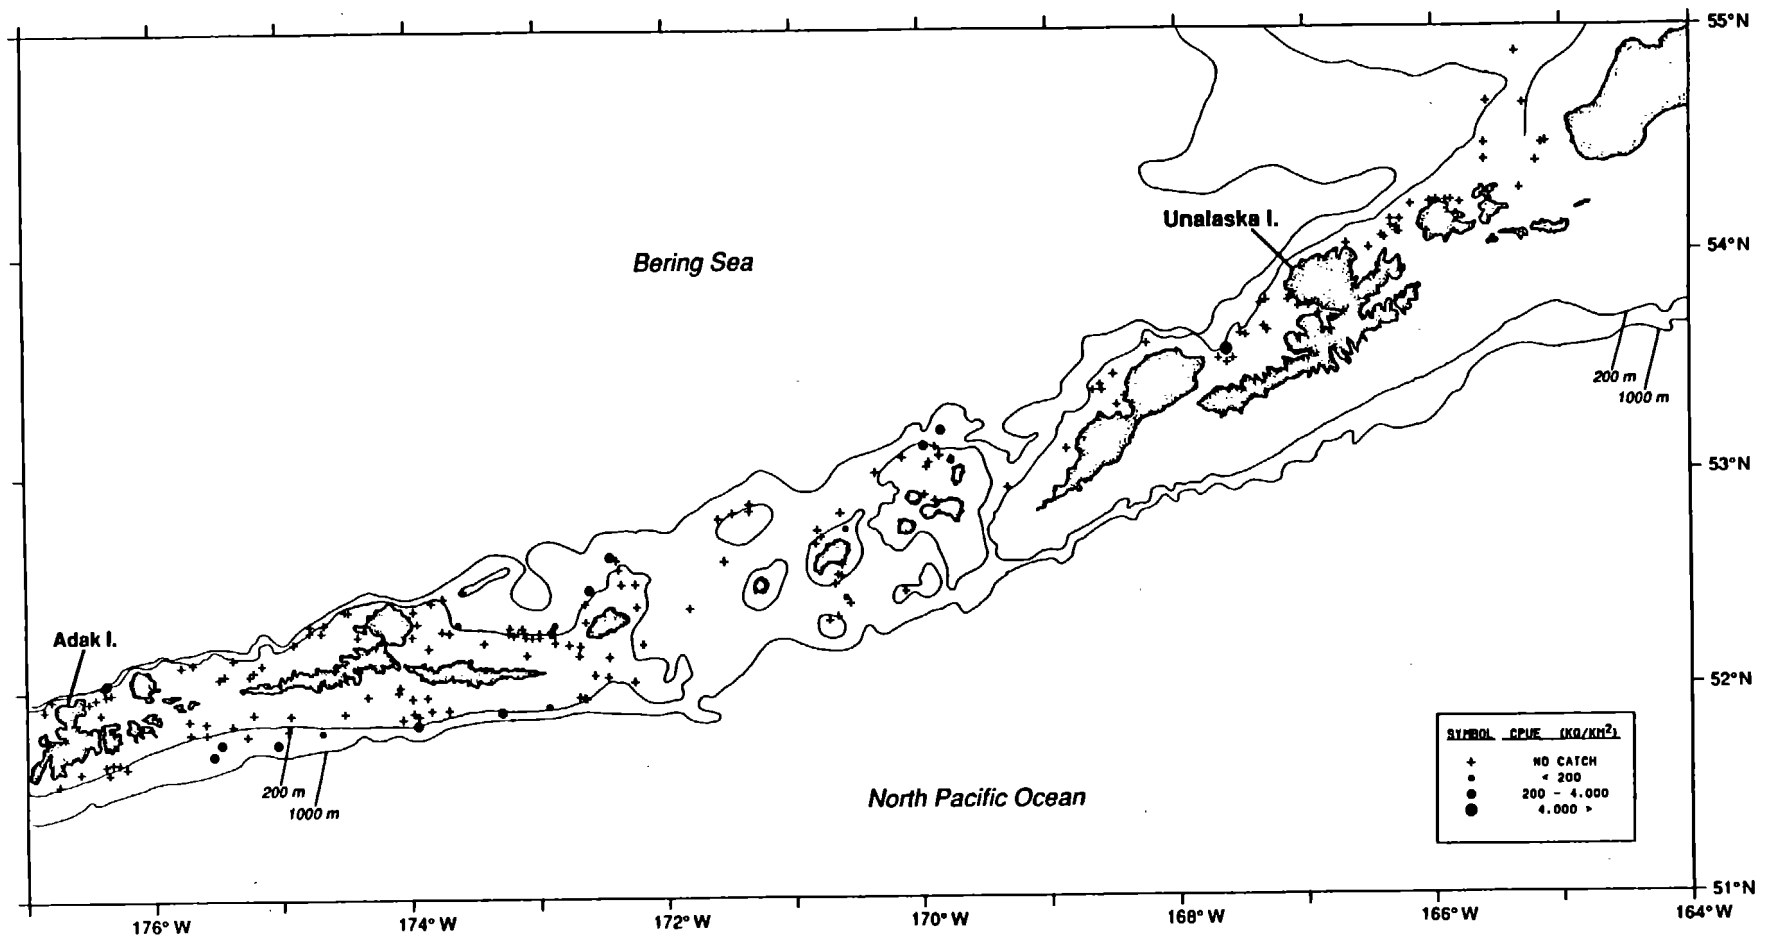 55°N
Unalaska I.
54°N
Bering Sea
200 m
1000 m
53°N
Adak I.
52°N
SYMBOL CPUE (KG/KM²)
+ NO CATCH
• < 200
● 200 - 4.000
● 4.000 >
200 m
1000 m
North Pacific Ocean
51°N
176°W 174°W 172°W 170°W 168°W 166°W 164°W